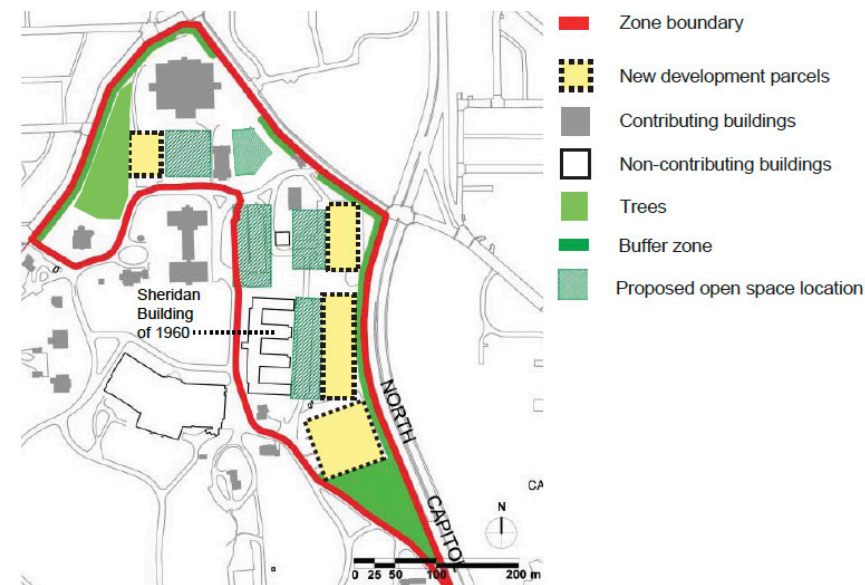 Zone boundary
New development parcels
Contributing buildings
Non-contributing buildings
Trees
Buffer zone
Proposed open space location
Sheridan
Building
of 1960
NORTH
CAPITOL
CA
N
0 25 50 100 200 m